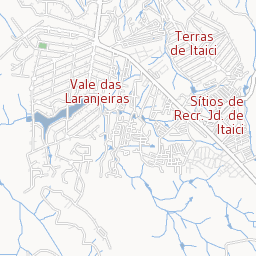 Terras
de Itaici
Vale das
Laranjeiras
Sítios de
Recr. Jd. de
Itaici